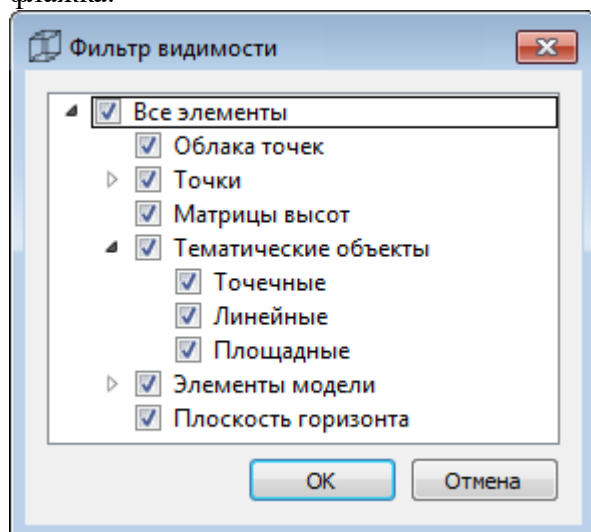 флажка.
Фильтр видимости
Все элементы
Облака точек
Точки
Матрицы высот
Тематические объекты
Точечные
Линейные
Площадные
Элементы модели
Плоскость горизонта
OK Отмена